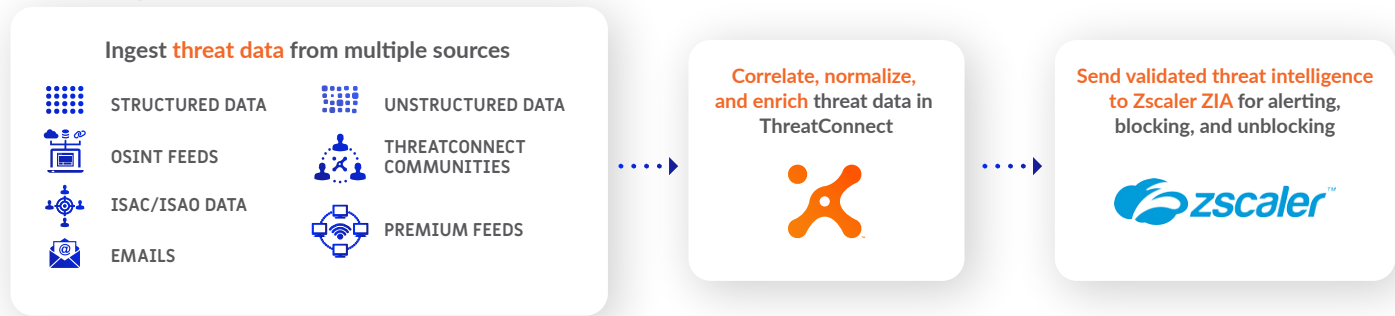 Ingest threat data from multiple sources
STRUCTURED DATA
OSINT FEEDS
ISAC/ISAO DATA
EMAILS
UNSTRUCTURED DATA
THREATCONNECT
COMMUNITIES
PREMIUM FEEDS
Correlate, normalize,
and enrich threat data in
ThreatConnect
Send validated threat intelligence
to Zscaler ZIA for alerting,
blocking, and unblocking
zscaler™